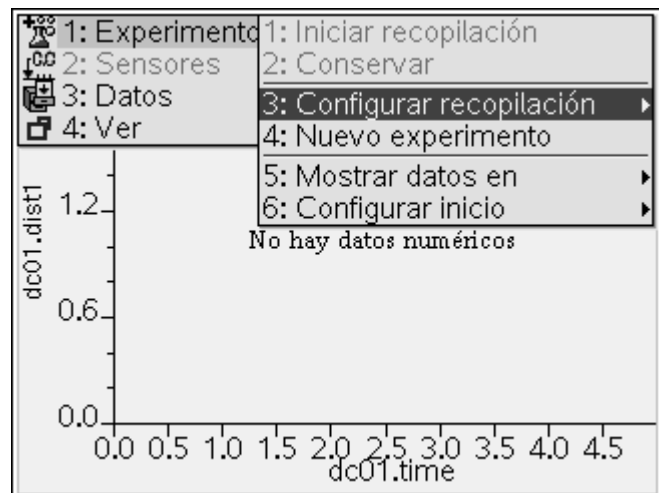 1: Experimento
2: Sensores
3: Datos
4: Ver
1: Iniciar recopilación
2: Conservar
3: Configurar recopilación
4: Nuevo experimento
5: Mostrar datos en
6: Configurar inicio
No hay datos numéricos
dc01.dist1
1.2
0.6
0.0
0.0 0.5 1.0 1.5 2.0 2.5 3.0 3.5 4.0 4.5
dc01.time